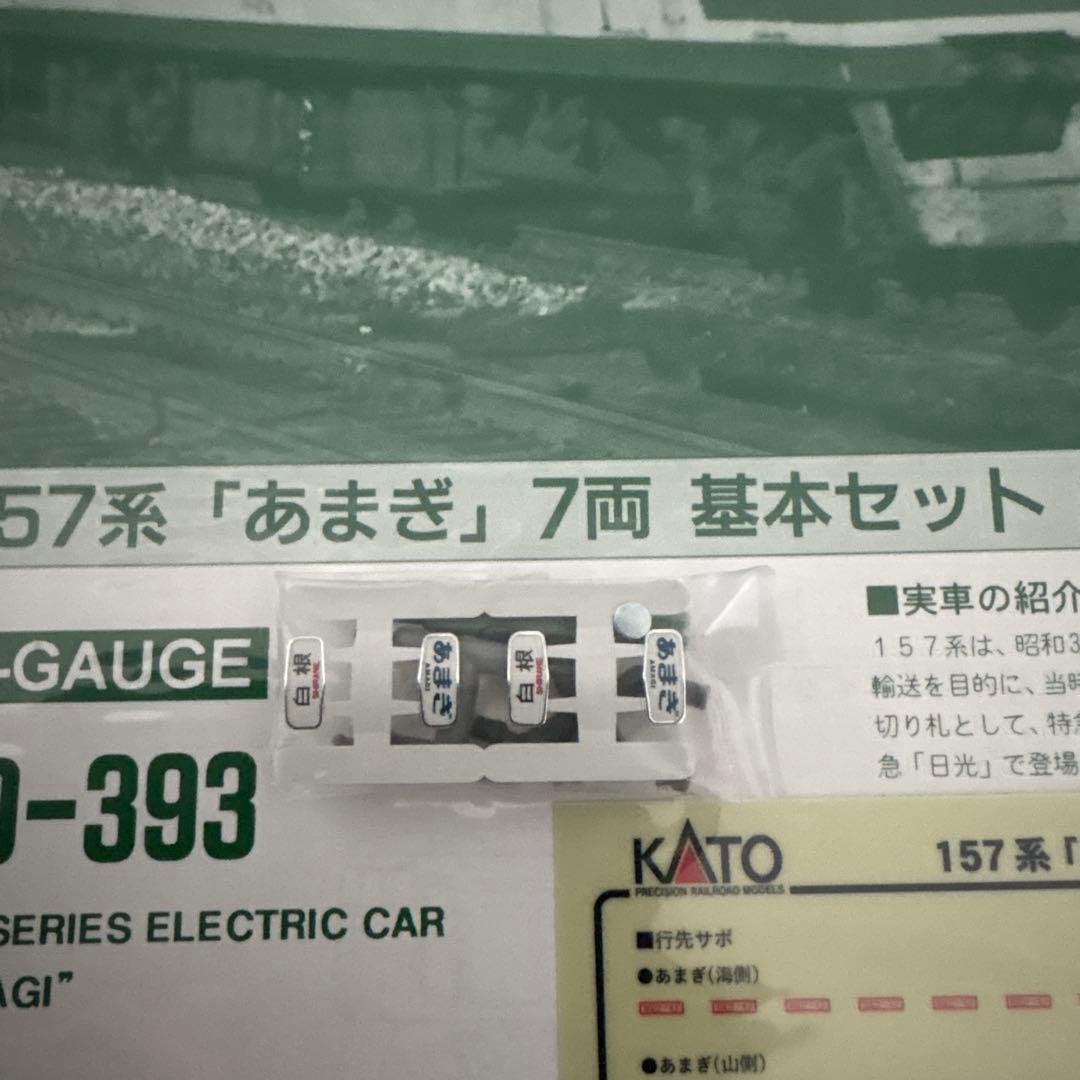 57系「あまぎ」7両 基本セット
-GAUGE
白根
SHIRANE
あまぎ
AMAGI
白根
SHIRANE
あまぎ
AMAGI
■実車の紹介
157系は、昭和3
輸送を目的に、当時
切り札として、特急
急「日光」で登場
-393
SERIES ELECTRIC CAR
AGI”
KATO
PRECISION RAILROAD MODELS
157系「
■行先サボ
●あまぎ(海側)
●あまぎ(山側)